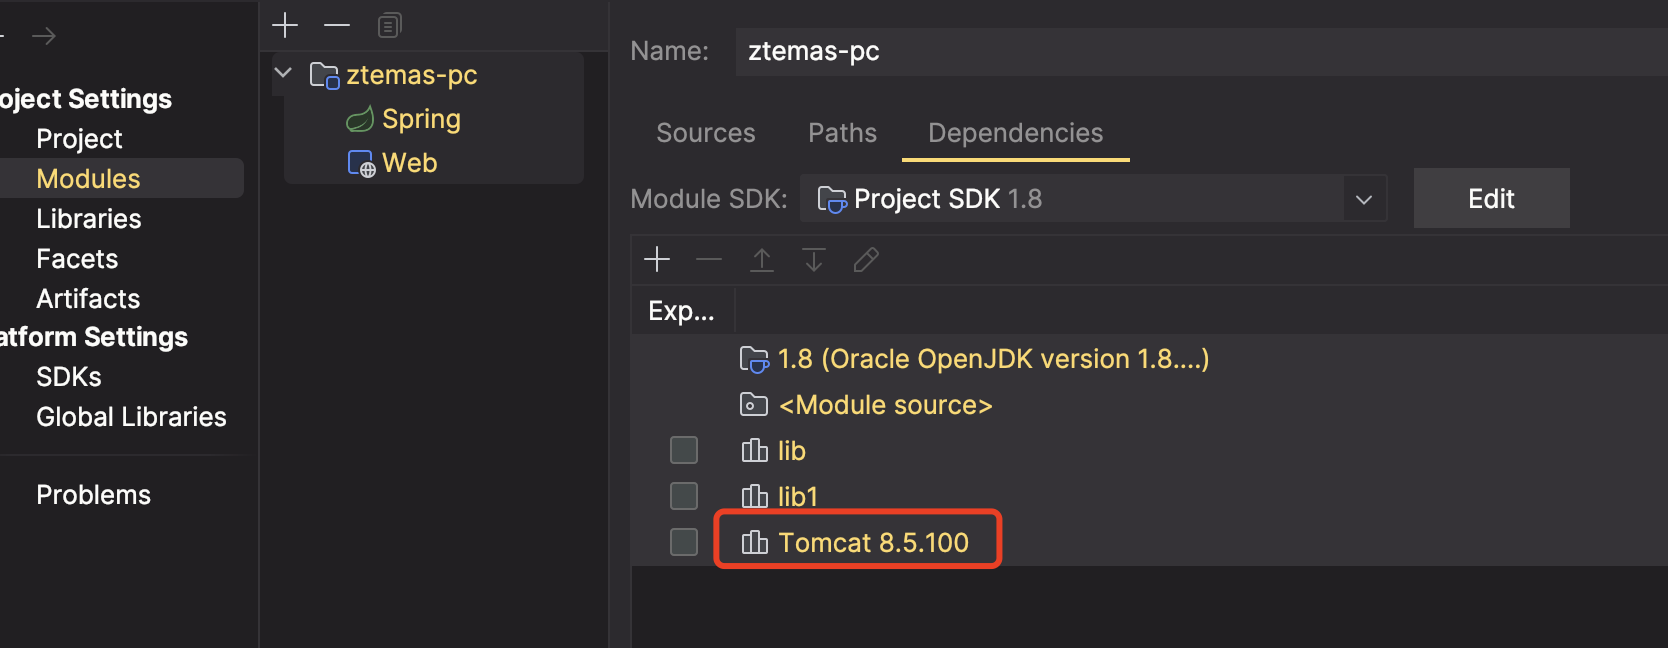 oject Settings
Project
Modules
Libraries
Facets
Artifacts
atform Settings
SDKs
Global Libraries
Problems
ztemas-pc
Spring
Web
Name: ztemas-pc
Sources Paths Dependencies
Module SDK: Project SDK 1.8 Edit
Exp...
1.8 (Oracle OpenJDK version 1.8....)
<Module source>
lib
lib1
Tomcat 8.5.100